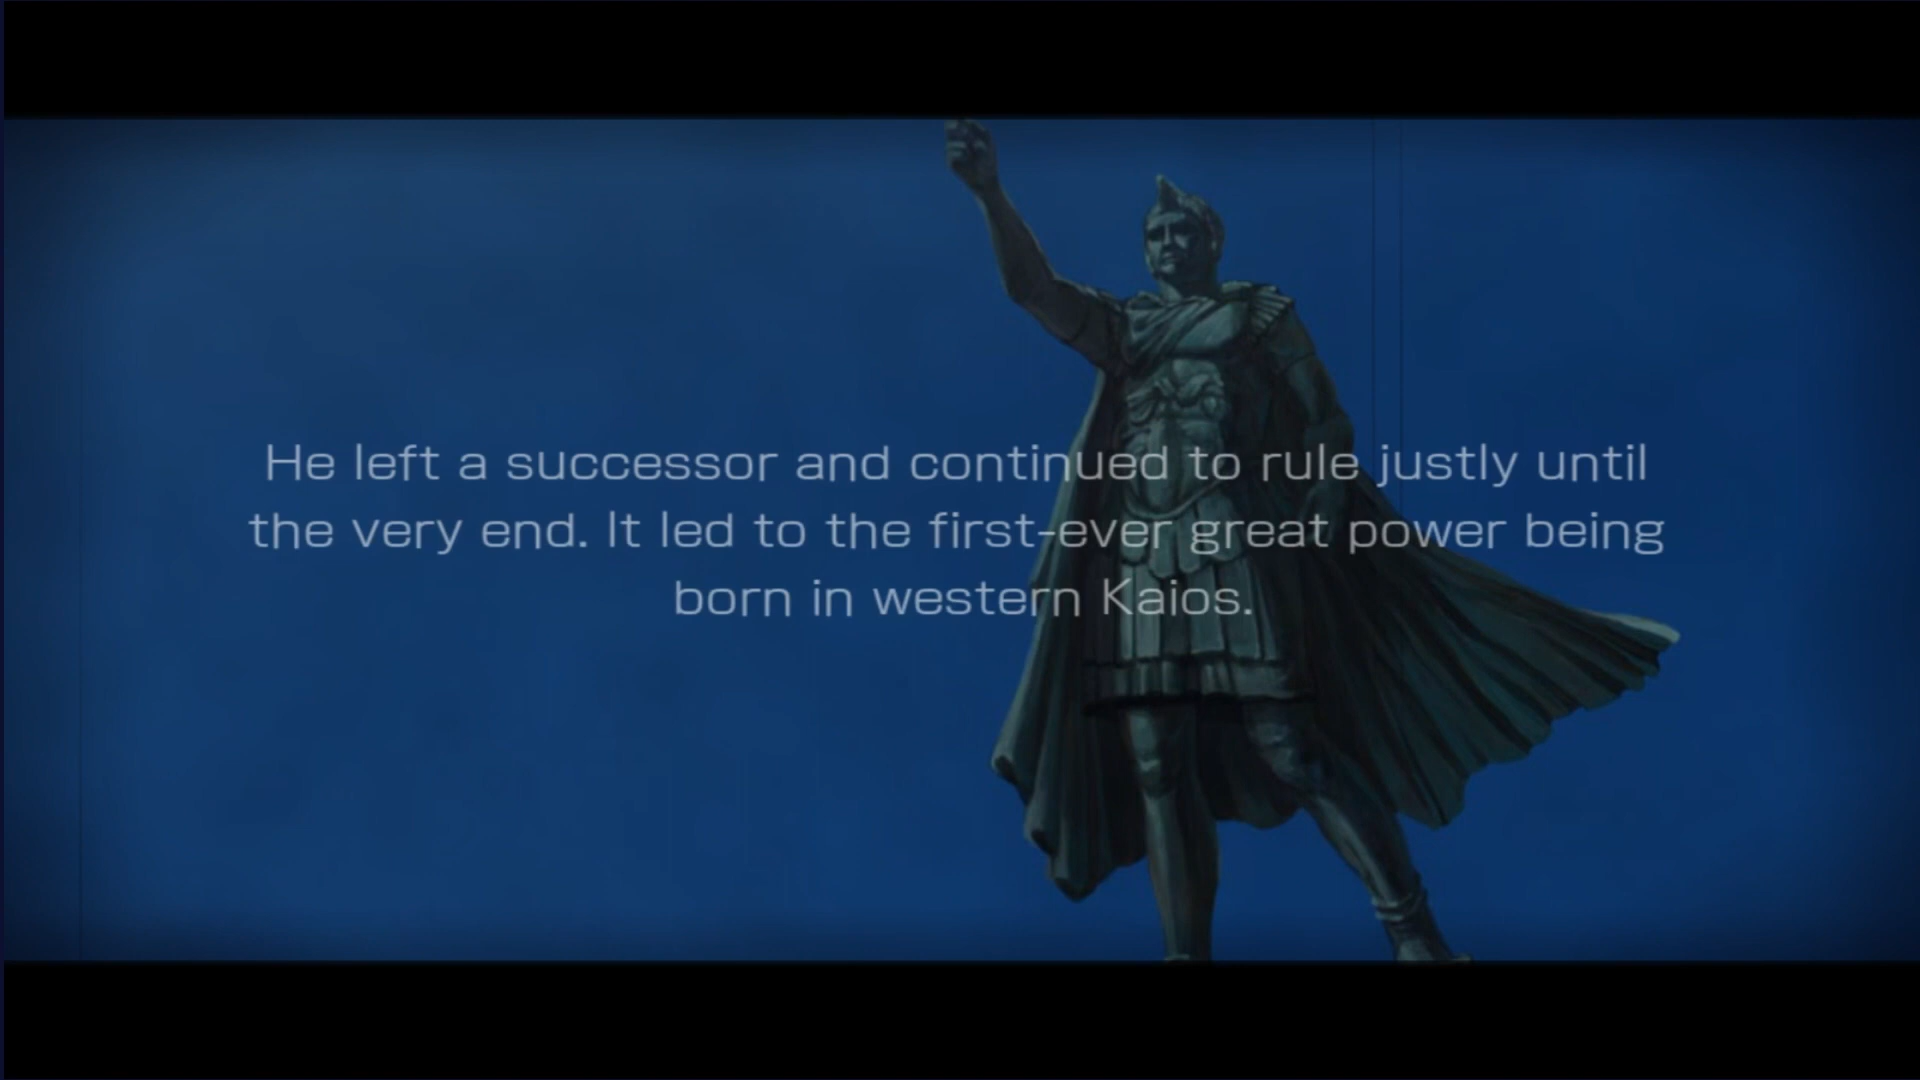 He left a successor and continued to rule justly until
the very end. It led to the first-ever great power being
born in western Kaios.